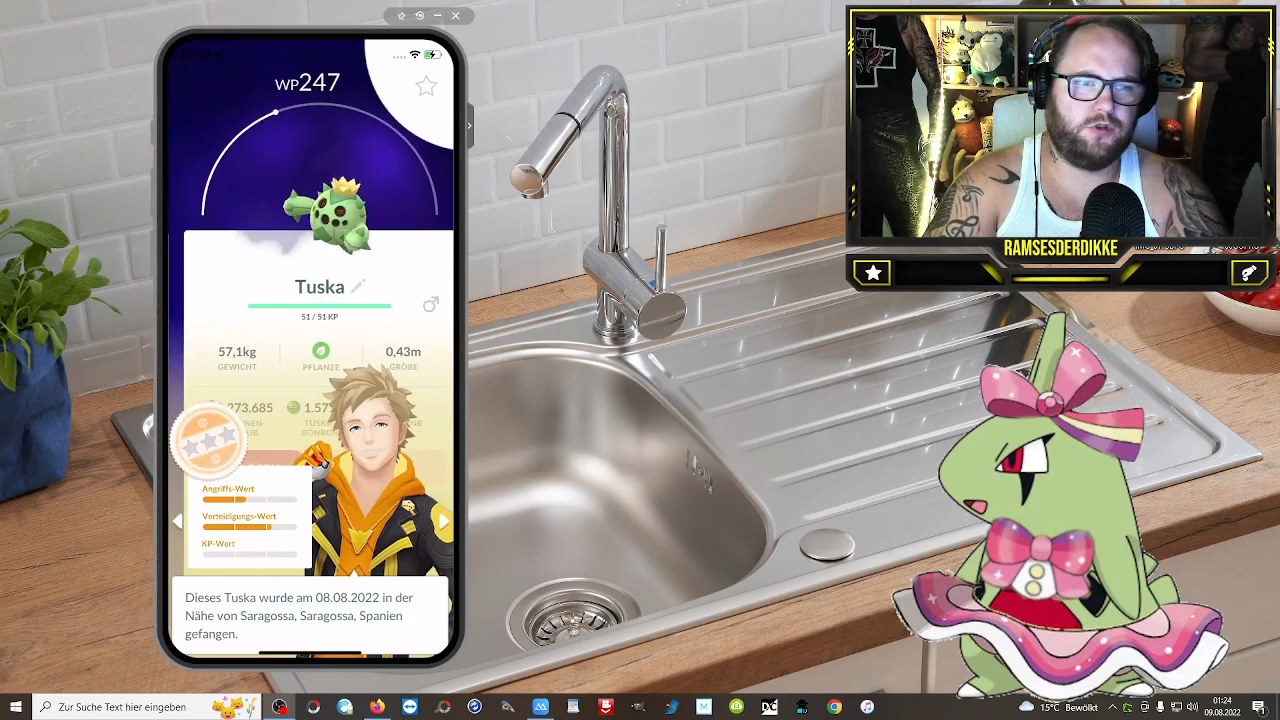 WP247
Tuska
51 / 51 KP
57,1kg
GEWICHT
PFLANZE
0,43m
GRÖßE
273.685
1.571
Angriffs-Wert
Verteidigungs-Wert
KP-Wert
Dieses Tuska wurde am 08.08.2022 in der
Nähe von Saragossa, Saragossa, Spanien
gefangen.
RAMSESDERDIKKE
Zur Suche Text hier eingeben
DC
M
15°C Bewölkt
01:24
09.08.2022